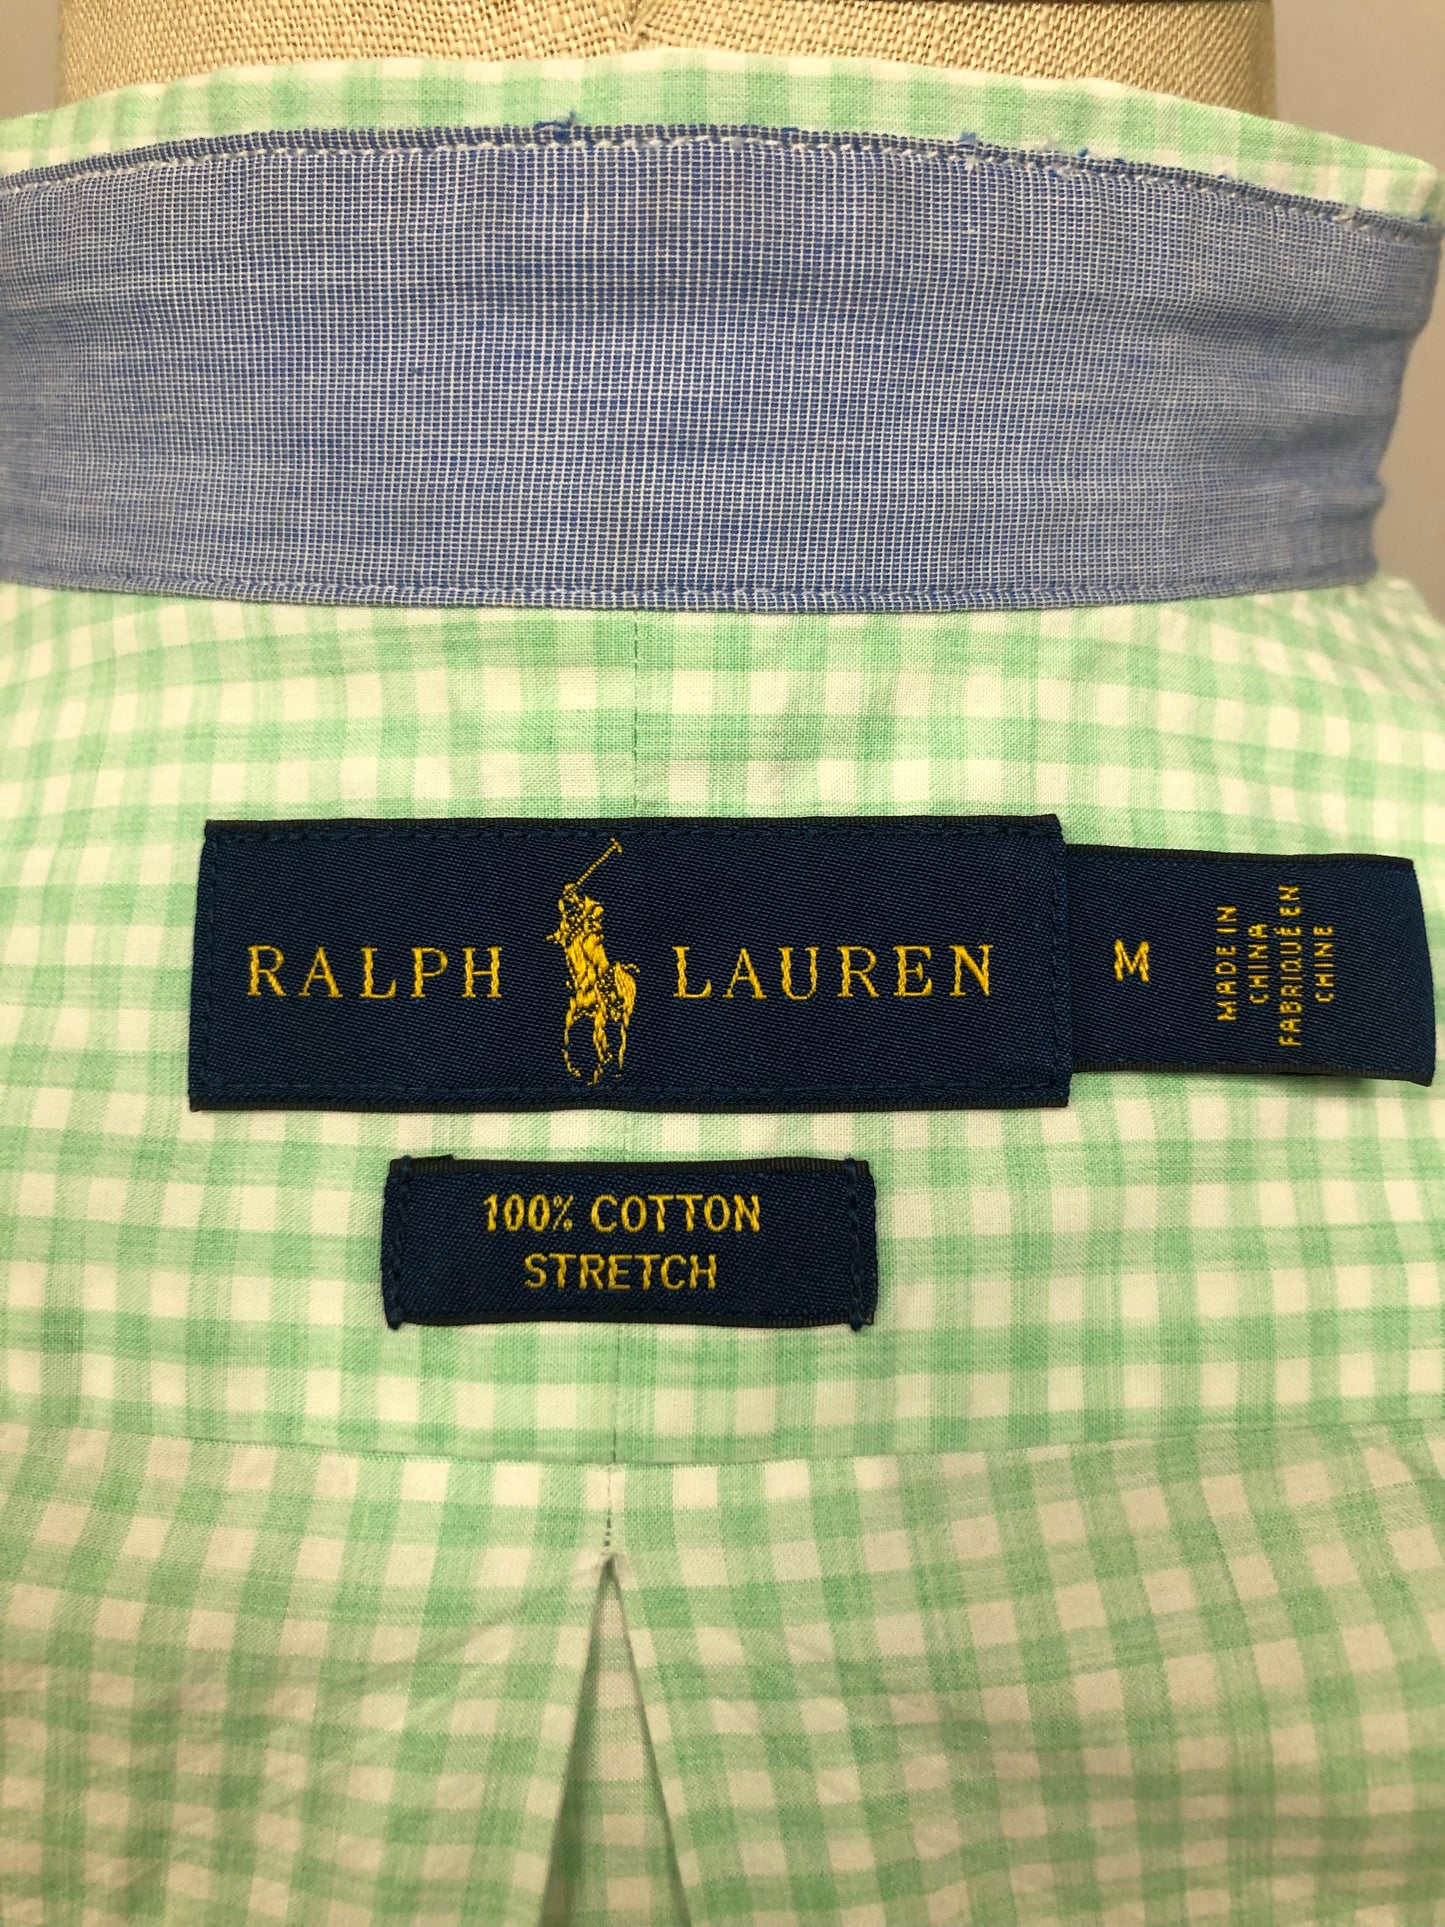 RALPH LAUREN
M
MADE IN
CHINA
FABRIQUÉ EN
CHINE
100% COTTON
STRETCH